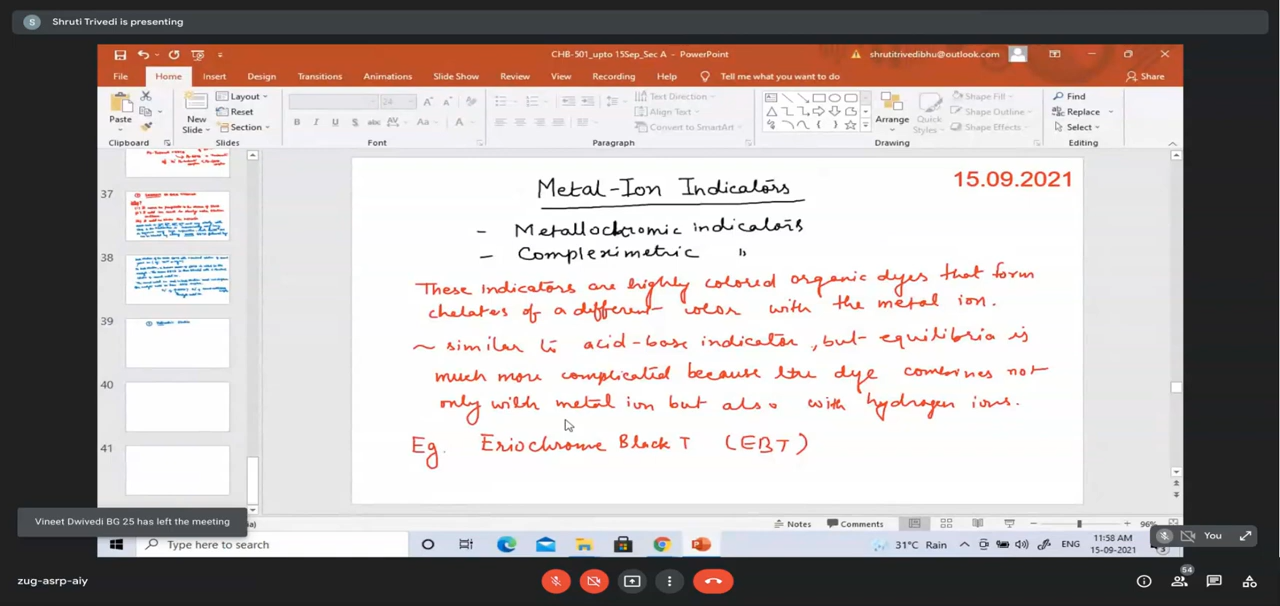 S Shruti Trivedi is presenting
CHB-501_upto 15Sep_Sec A - PowerPoint
shrutitrivedibhu@outlook.com
File Home Insert Design Transitions Animations Slide Show Review View Recording Help Tell me what you want to do Share
Paste
Clipboard
New Slide
Layout
Reset
Section
Slides
24
B I U S abc AV Aa A
Font
Text Direction
Align Text
Convert to SmartArt
Paragraph
Arrange
Quick Styles
Shape Fill
Shape Outline
Shape Effects
Drawing
Find
Replace
Select
Editing
37
38
39
40
41
Metal-Ion Indicators
15.09.2021
- Metallochromic indicators
- Compleximetric "
These indicators are highly colored organic dyes that form
chelates of a different color with the metal ion.
~ similar to acid-base indicator, but equilibria is
much more complicated because the dye combines not
only with metal ion but also with hydrogen ions.
Eg. Eriochrome Black T (EBT)
Vineet Dwivedi BG 25 has left the meeting
Notes Comments 96%
Type here to search
31°C Rain
ENG
11:58 AM
15-09-2021
You
zug-asrp-aiy
54